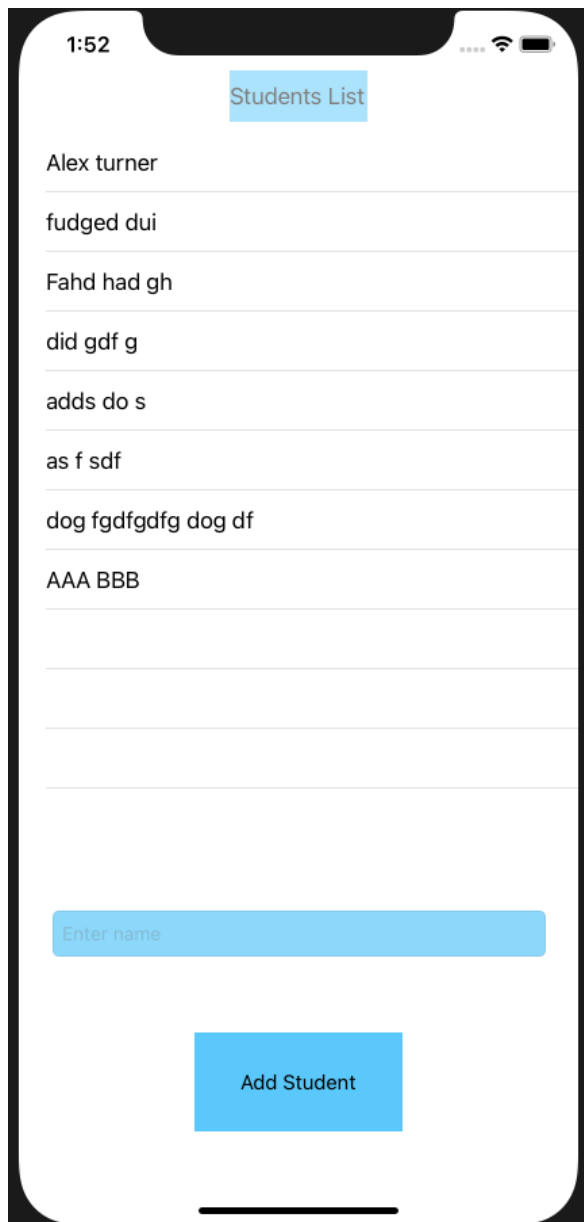 1:52
Students List
Alex turner
fudged dui
Fahd had gh
did gdf g
adds do s
as f sdf
dog fgdfgdfg dog df
AAA BBB
Enter name
Add Student